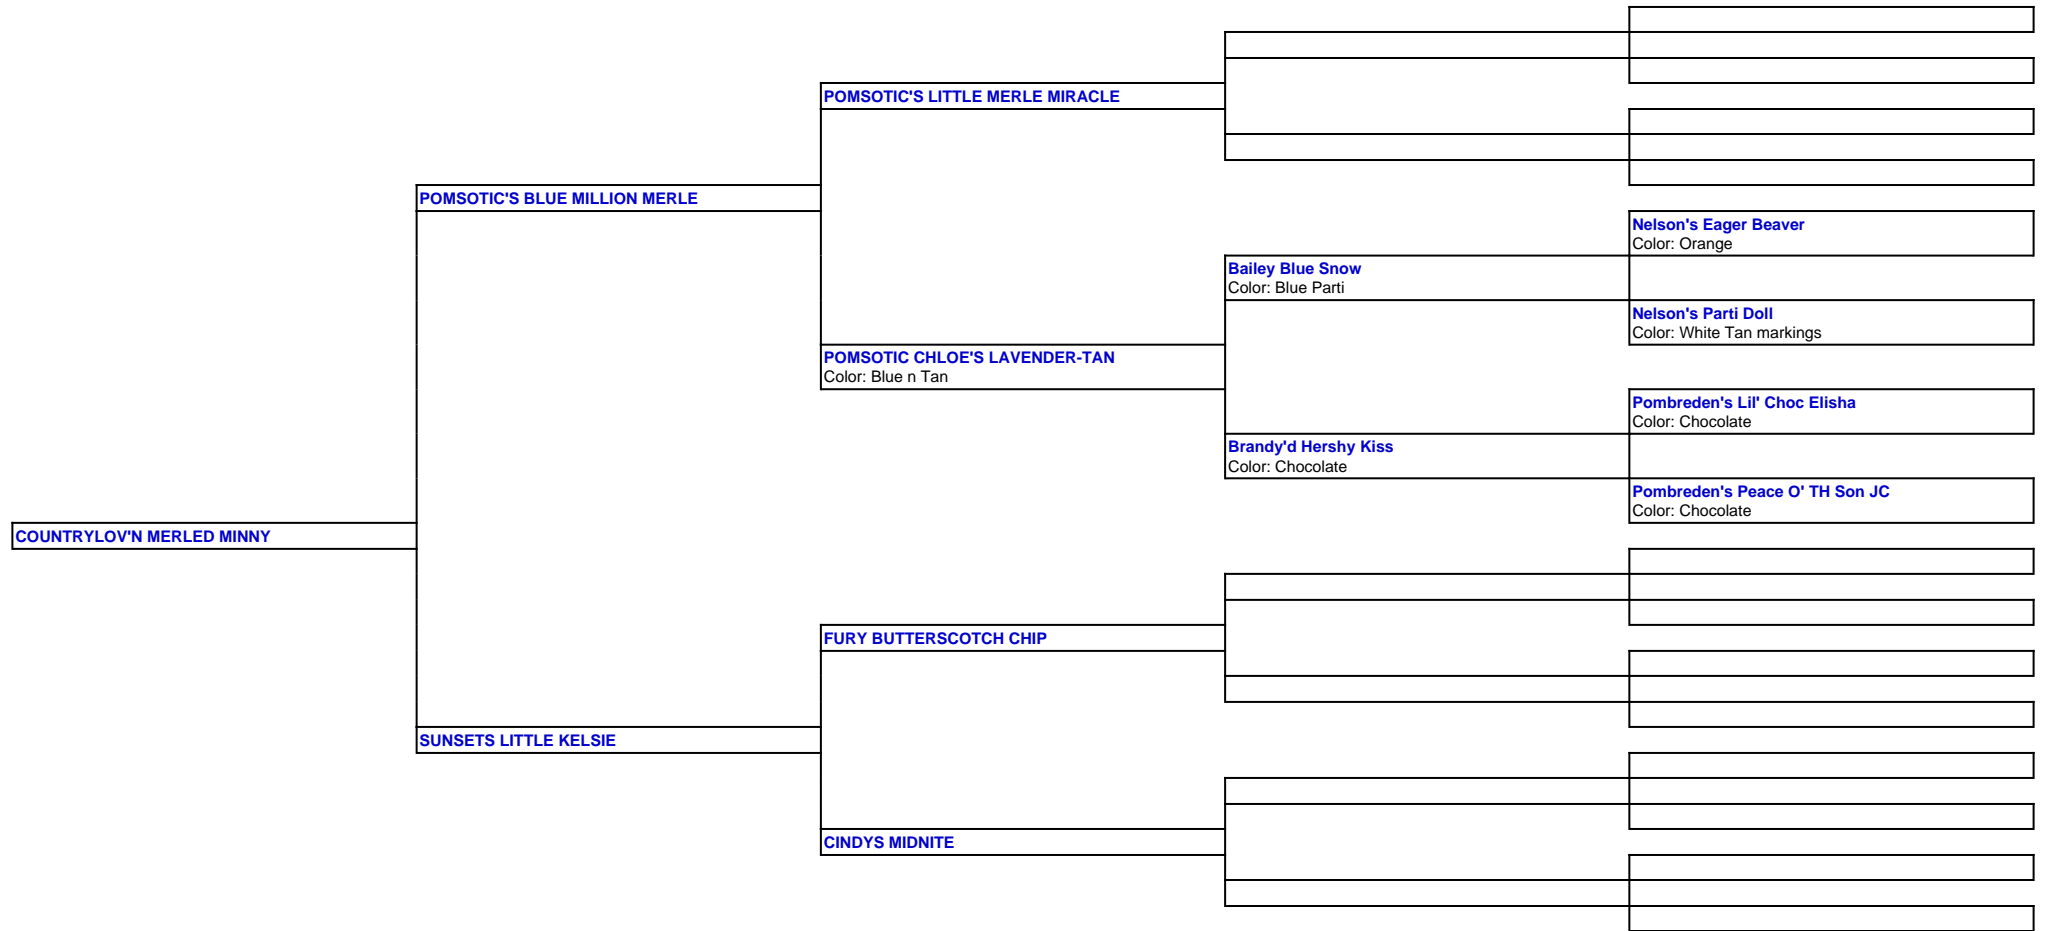 POMSOTIC'S LITTLE MERLE MIRACLE
POMSOTIC'S BLUE MILLION MERLE
Nelson's Eager Beaver
Color: Orange
Bailey Blue Snow
Color: Blue Parti
Nelson's Parti Doll
Color: White Tan markings
POMSOTIC CHLOE'S LAVENDER-TAN
Color: Blue n Tan
Pombreden's Lil' Choc Elisha
Color: Chocolate
Brandy'd Hershy Kiss
Color: Chocolate
Pombreden's Peace O' TH Son JC
Color: Chocolate
COUNTRYLOV'N MERLED MINNY
FURY BUTTERSCOTCH CHIP
SUNSETS LITTLE KELSIE
CINDYS MIDNITE